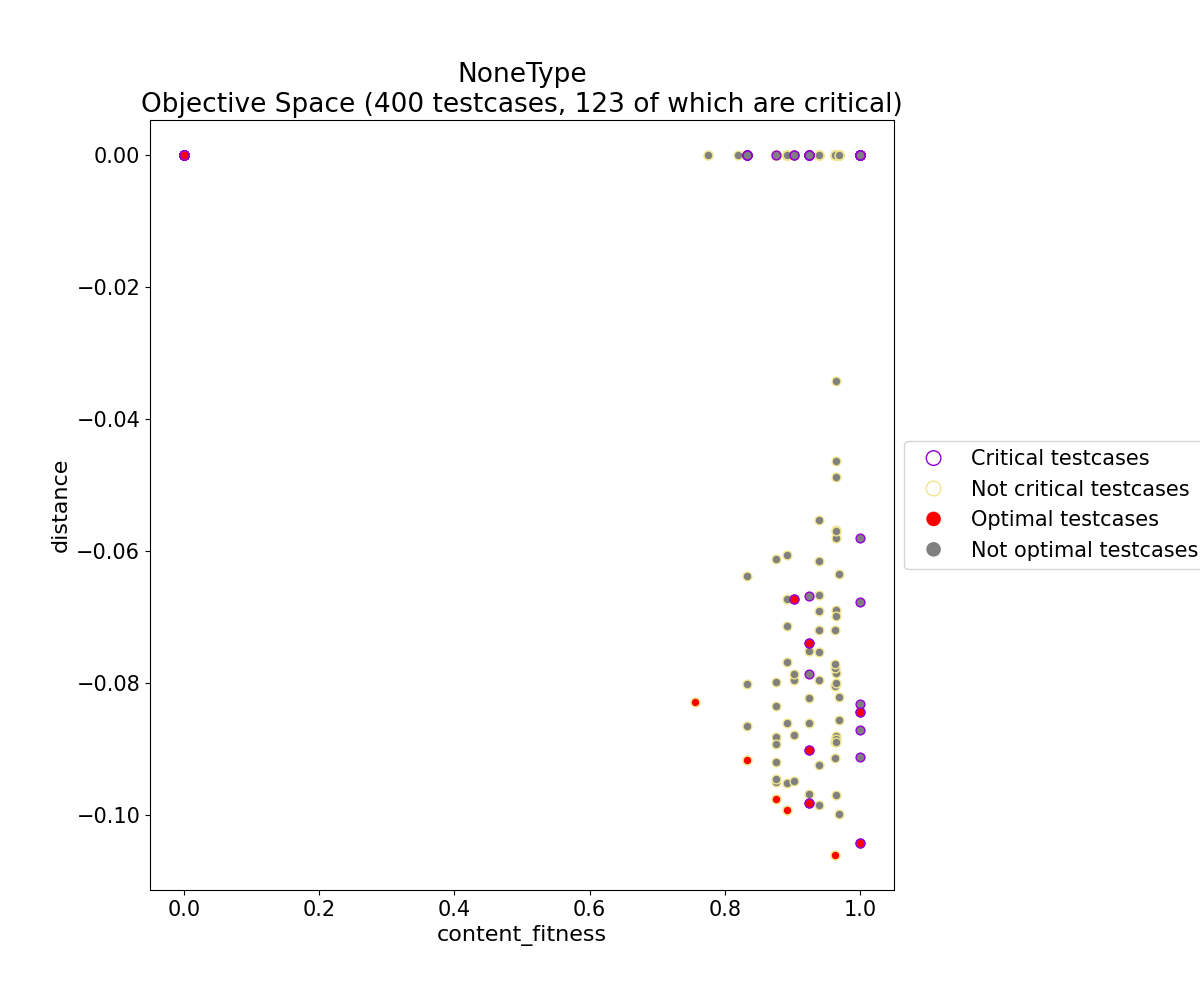 NoneType
Objective Space (400 testcases, 123 of which are critical)
0.00
−0.02
−0.04
−0.06
−0.08
−0.10
distance
0.0 0.2 0.4 0.6 0.8 1.0
content_fitness
Critical testcases
Not critical testcases
Optimal testcases
Not optimal testcases